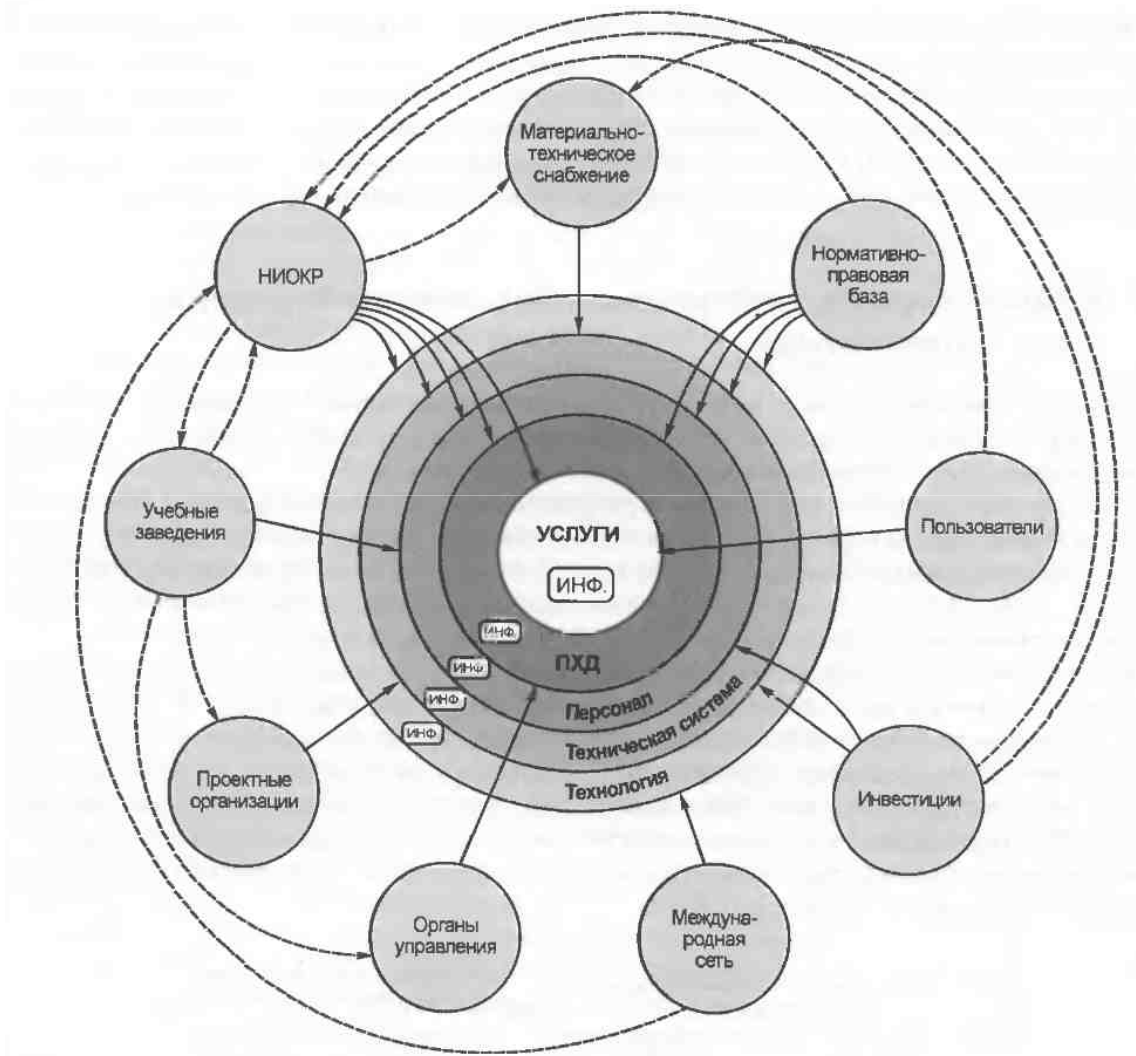 Материально-
техническое
снабжение
НИОКР
Нормативно-
правовая
база
Учебные
заведения
УСЛУГИ
ИНФ.
Пользователи
ИНФ.
ПХД
ИНФ.
Персонал
ИНФ.
Техническая система
ИНФ.
Технология
Проектные
организации
Инвестиции
Органы
управления
Междуна-
родная
сеть